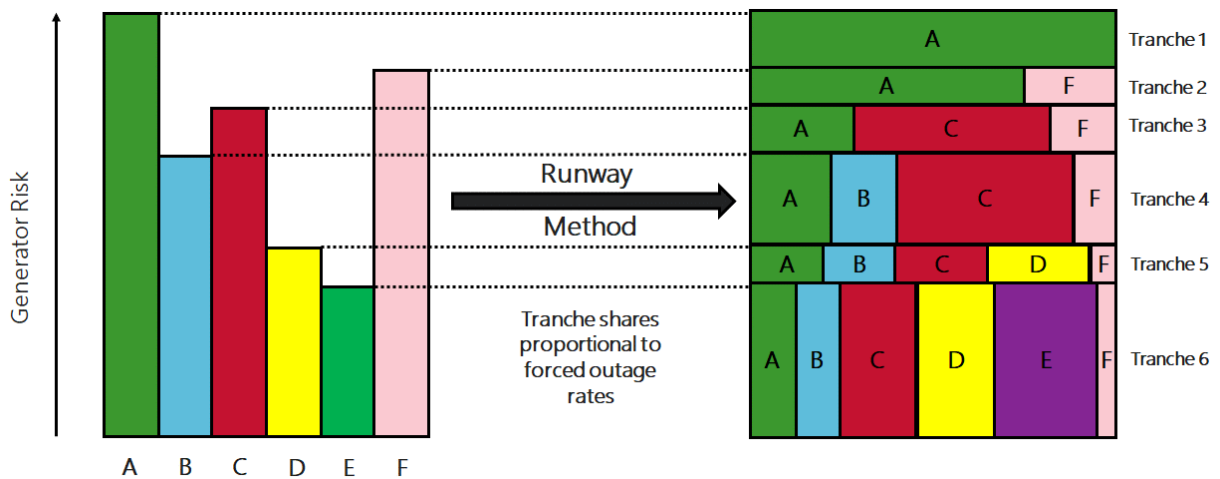 Generator Risk
A B C D E F
Runway
Method
Tranche shares
proportional to
forced outage
rates
A Tranche 1
A F Tranche 2
A C F Tranche 3
A B C F Tranche 4
A B C D F Tranche 5
A B C D E F Tranche 6